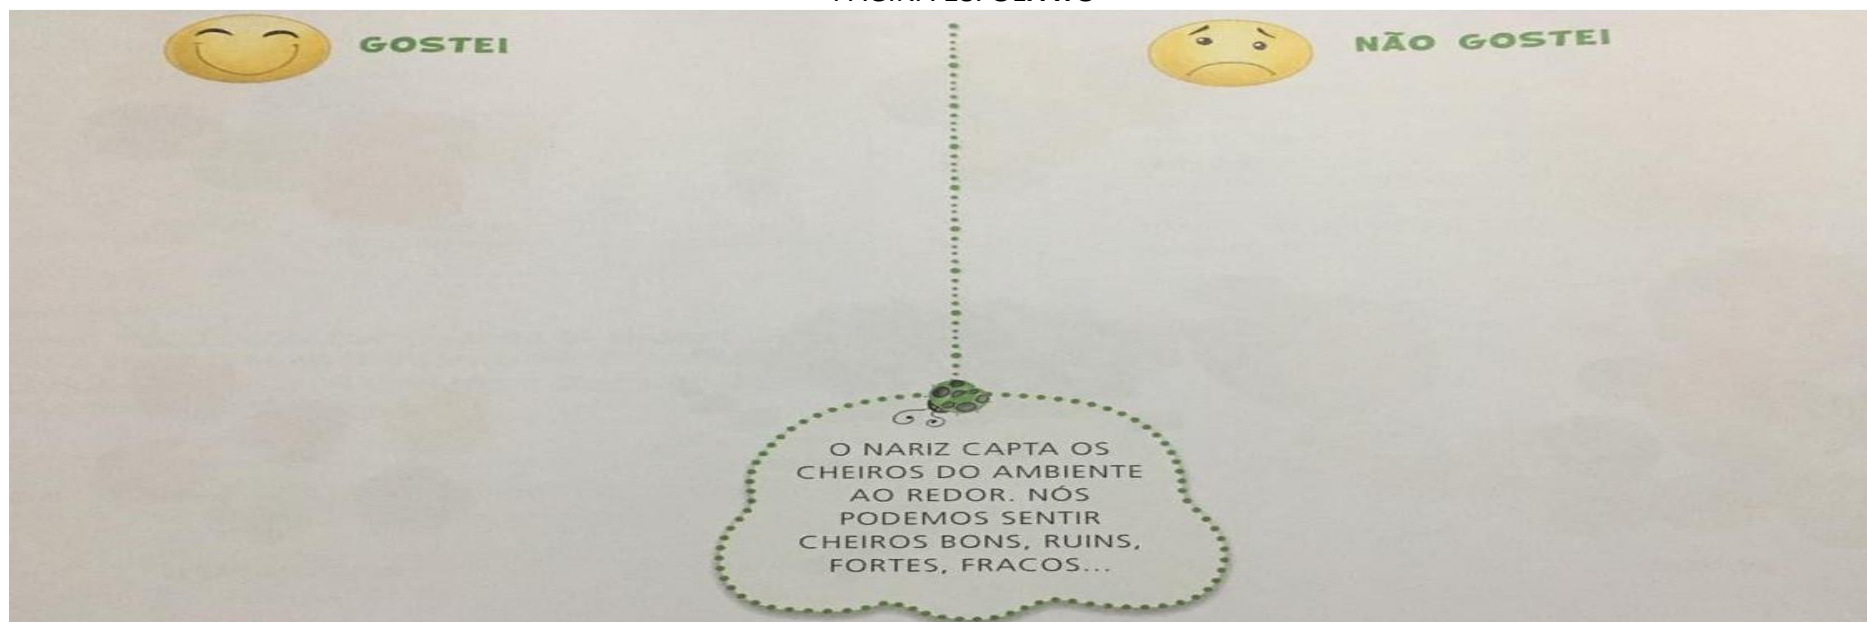 GOSTEI
NÃO GOSTEI
O NARIZ CAPTA OS
CHEIROS DO AMBIENTE
AO REDOR. NÓS
PODEMOS SENTIR
CHEIROS BONS, RUINS,
FORTES, FRACOS...